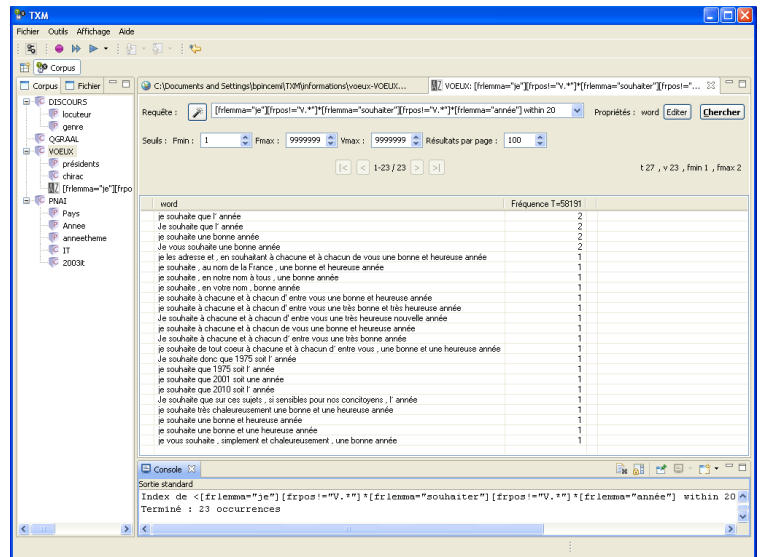 TXM
Fichier Outils Affichage Aide
Corpus
Corpus Fichier
C:\Documents and Settings\bpincemi\TXM\informations\voeux-VOEUX...
VOEUX: [frlemma="je"][frpos!="V.*"]*[frlemma="souhaiter"][frpos!="...
DISCOURS
locuteur
genre
QGRAAL
VOEUX
présidents
chirac
[frlemma="je"][frpo
PNAI
Pays
Annee
anneetheme
IT
2003it
Requête : [frlemma="je"][frpos!="V.*"]*[frlemma="souhaiter"][frpos!="V.*"]*[frlemma="année"] within 20 Propriétés : word Editer Chercher
Seuils : Fmin : 1 Fmax : 9999999 Vmax : 9999999 Résultats par page : 100
|< < 1-23 / 23 > >| t 27 , v 23 , fmin 1 , fmax 2
word Fréquence T=58191
je souhaite que l' année 2
Je souhaite que l' année 2
je souhaite une bonne année 2
Je vous souhaite une bonne année 2
je les adresse et , en souhaitant à chacune et à chacun de vous une bonne et heureuse année 1
je souhaite , au nom de la France , une bonne et heureuse année 1
je souhaite , en notre nom à tous , une bonne année 1
je souhaite , en votre nom , bonne année 1
je souhaite à chacune et à chacun d' entre vous une bonne et heureuse année 1
je souhaite à chacune et à chacun d' entre vous une très bonne et très heureuse année 1
je souhaite à chacune et à chacun d' entre vous une très heureuse nouvelle année 1
je souhaite à chacune et à chacun de vous une bonne et heureuse année 1
je souhaite à chacune et à chacun d' entre vous une très bonne année 1
je souhaite de tout coeur à chacune et à chacun d' entre vous , une bonne et une heureuse année 1
Je souhaite donc que 1975 soit l' année 1
je souhaite que 1975 soit l' année 1
je souhaite que 2001 soit une année 1
je souhaite que 2010 soit l' année 1
Je souhaite que sur ces sujets , si sensibles pour nos concitoyens , l' année 1
je souhaite très chaleureusement une bonne et une heureuse année 1
je souhaite une bonne et heureuse année 1
je souhaite une bonne et une heureuse année 1
je vous souhaite , simplement et chaleureusement , une bonne année 1
Console
Sortie standard
Index de <[frlemma="je"][frpos!="V.*"]*[frlemma="souhaiter"][frpos!="V.*"]*[frlemma="année"] within 20
Terminé : 23 occurrences